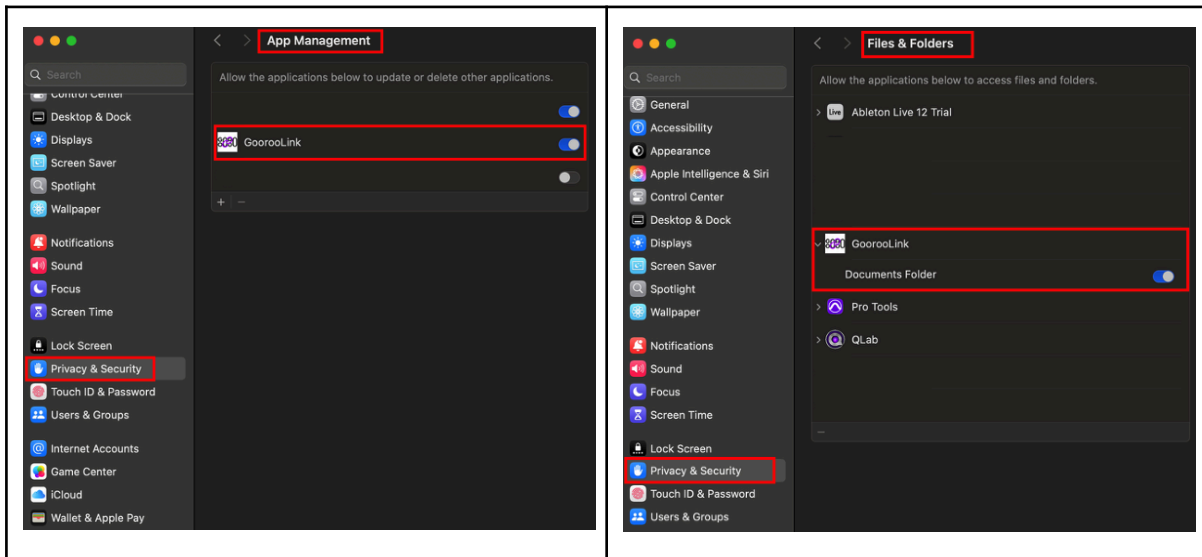 App Management
Search
Allow the applications below to update or delete other applications.
Control Center
Desktop & Dock
Displays
GoorooLink
Screen Saver
Spotlight
Wallpaper
Notifications
Sound
Focus
Screen Time
Lock Screen
Privacy & Security
Touch ID & Password
Users & Groups
Internet Accounts
Game Center
iCloud
Wallet & Apple Pay
Files & Folders
Search
Allow the applications below to access files and folders.
General
Live Ableton Live 12 Trial
Accessibility
Appearance
Apple Intelligence & Siri
Control Center
Desktop & Dock
Displays
GoorooLink
Screen Saver
Documents Folder
Spotlight
Wallpaper
Pro Tools
Notifications
QLab
Sound
Focus
Screen Time
Lock Screen
Privacy & Security
Touch ID & Password
Users & Groups